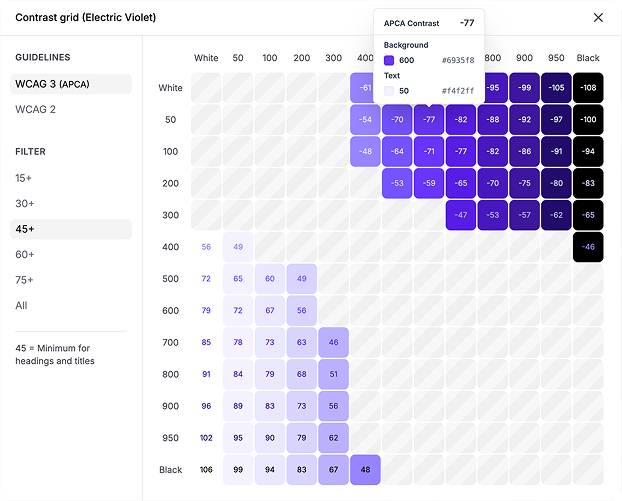 Contrast grid (Electric Violet)
APCA Contrast -77
Background
600 #6935f8
Text
50 #f4f2ff
GUIDELINES
WCAG 3 (APCA)
WCAG 2
FILTER
15+
30+
45+
60+
75+
All
45 = Minimum for
headings and titles
White 50 100 200 300 400 900 950 Black
White -61 -95 -99 -105 -108
50 -54 -70 -77 -82 -88 -92 -97 -100
100 -48 -64 -71 -77 -82 -86 -91 -94
200 -53 -59 -65 -70 -75 -80 -83
300 -47 -53 -57 -62 -65
400 56 49 -46
500 72 65 60 49
600 79 72 67 56
700 85 78 73 63 46
800 91 84 79 68 51
900 96 89 83 73 56
950 102 95 90 79 62
Black 106 99 94 83 67 48